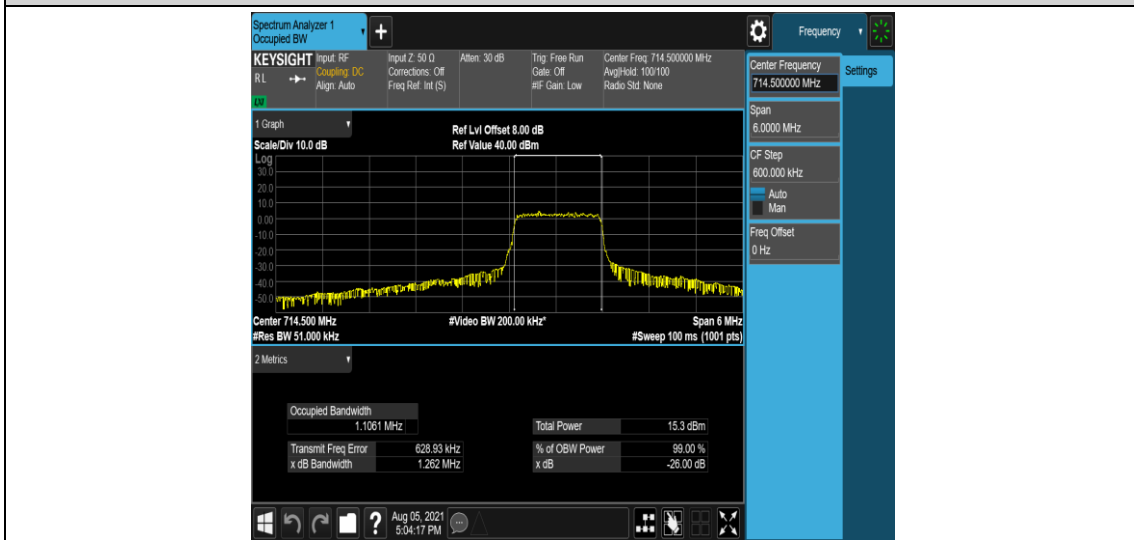 Spectrum Analyzer 1
Occupied BW
+
Frequency
KEYSIGHT
RL
LXI
Input: RF
Coupling: DC
Align: Auto
Input Z: 50 Ω
Corrections: Off
Freq Ref: Int (S)
Atten: 30 dB
Trig: Free Run
Gate: Off
#IF Gain: Low
Center Freq: 714.500000 MHz
Avg|Hold: 100/100
Radio Std: None
Center Frequency
714.500000 MHz
Settings
Span
6.0000 MHz
CF Step
600.000 kHz
Auto
Man
Freq Offset
0 Hz
1 Graph
Scale/Div 10.0 dB
Ref Lvl Offset 8.00 dB
Ref Value 40.00 dBm
Log
30.0
20.0
10.0
0.00
-10.0
-20.0
-30.0
-40.0
-50.0
Center 714.500 MHz
#Video BW 200.00 kHz*
Span 6 MHz
#Res BW 51.000 kHz
#Sweep 100 ms (1001 pts)
2 Metrics
Occupied Bandwidth
1.1061 MHz
Total Power 15.3 dBm
Transmit Freq Error 628.93 kHz
% of OBW Power 99.00 %
x dB Bandwidth 1.262 MHz
x dB -26.00 dB
?
Aug 05, 2021
5:04:17 PM